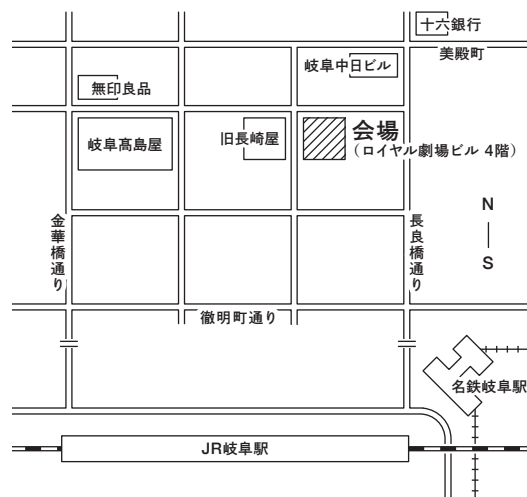 十六銀行
美殿町
岐阜中日ビル
無印良品
岐阜髙島屋
旧長崎屋
会場
（ロイヤル劇場ビル 4階）
金華橋通り
長良橋通り
N
S
徹明町通り
名鉄岐阜駅
JR岐阜駅